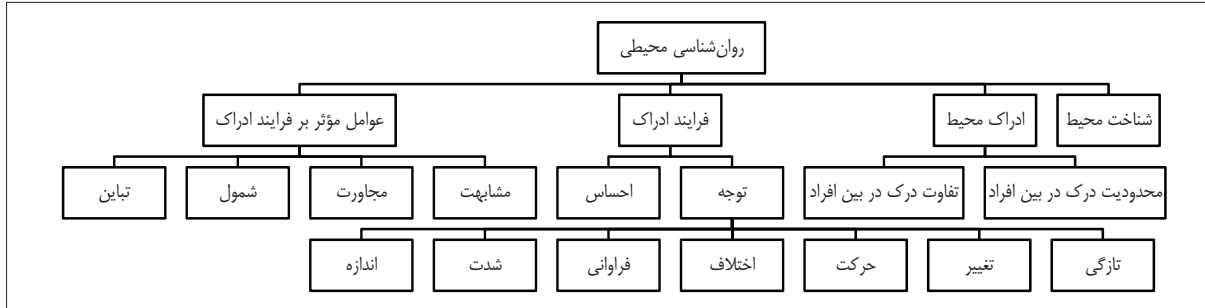 روان‌شناسی محیطی
شناخت محیط
ادراک محیط
فرایند ادراک
عوامل مؤثر بر فرایند ادراک
محدودیت درک در بین افراد
تفاوت درک در بین افراد
توجه
احساس
مشابهت
مجاورت
شمول
تباین
تازگی
تغییر
حرکت
اختلاف
فراوانی
شدت
اندازه